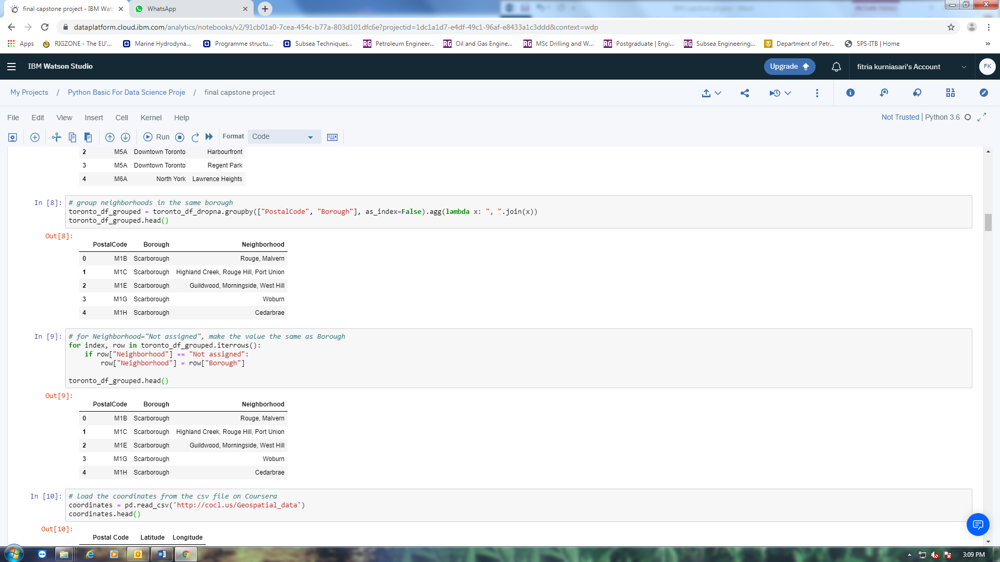 final capstone project - IBM Wats
WhatsApp
dataplatform.cloud.ibm.com/analytics/notebooks/v2/91cb01a0-7cea-454c-b77a-803d101dfc6e?projectid=1dc1a1d7-e4df-49c1-96af-e8433a1c3ddd&context=wdp
Apps RIGZONE - The EU'... Marine Hydrodyna... Programme structu... Subsea Techniques... RG Petroleum Engineer... RG Oil and Gas Engine... RG MSc Drilling and W... RG Postgraduate | Engi... RG Subsea Engineering... Department of Petr... SPS-ITB | Home »
IBM Watson Studio Upgrade fitria kurniasari's Account FK
My Projects / Python Basic For Data Science Proje / final capstone project
File Edit View Insert Cell Kernel Help Not Trusted | Python 3.6
Run Format Code
2 M5A Downtown Toronto Harbourfront
3 M5A Downtown Toronto Regent Park
4 M6A North York Lawrence Heights
In [8]: # group neighborhoods in the same borough
toronto_df_grouped = toronto_df_dropna.groupby(["PostalCode", "Borough"], as_index=False).agg(lambda x: ", ".join(x))
toronto_df_grouped.head()
Out[8]:
PostalCode Borough Neighborhood
0 M1B Scarborough Rouge, Malvern
1 M1C Scarborough Highland Creek, Rouge Hill, Port Union
2 M1E Scarborough Guildwood, Morningside, West Hill
3 M1G Scarborough Woburn
4 M1H Scarborough Cedarbrae
In [9]: # for Neighborhood="Not assigned", make the value the same as Borough
for index, row in toronto_df_grouped.iterrows():
    if row["Neighborhood"] == "Not assigned":
        row["Neighborhood"] = row["Borough"]
toronto_df_grouped.head()
Out[9]:
PostalCode Borough Neighborhood
0 M1B Scarborough Rouge, Malvern
1 M1C Scarborough Highland Creek, Rouge Hill, Port Union
2 M1E Scarborough Guildwood, Morningside, West Hill
3 M1G Scarborough Woburn
4 M1H Scarborough Cedarbrae
In [10]: # load the coordinates from the csv file on Coursera
coordinates = pd.read_csv('http://cocl.us/Geospatial_data')
coordinates.head()
Out[10]:
Postal Code Latitude Longitude
3:09 PM